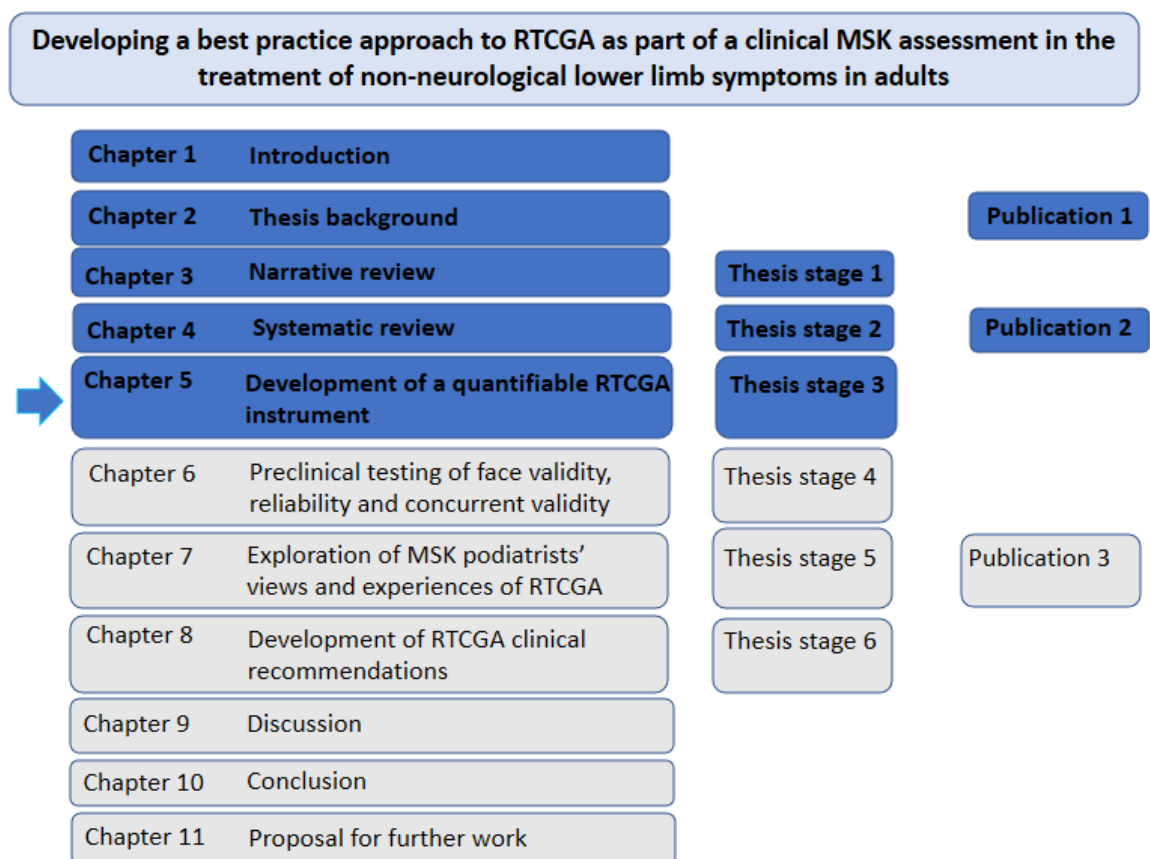 Developing a best practice approach to RTCGA as part of a clinical MSK assessment in the
treatment of non-neurological lower limb symptoms in adults
Chapter 1 Introduction
Chapter 2 Thesis background Publication 1
Chapter 3 Narrative review Thesis stage 1
Chapter 4 Systematic review Thesis stage 2 Publication 2
Chapter 5 Development of a quantifiable RTCGA Thesis stage 3
instrument
Chapter 6 Preclinical testing of face validity, Thesis stage 4
reliability and concurrent validity
Chapter 7 Exploration of MSK podiatrists’ Thesis stage 5 Publication 3
views and experiences of RTCGA
Chapter 8 Development of RTCGA clinical Thesis stage 6
recommendations
Chapter 9 Discussion
Chapter 10 Conclusion
Chapter 11 Proposal for further work